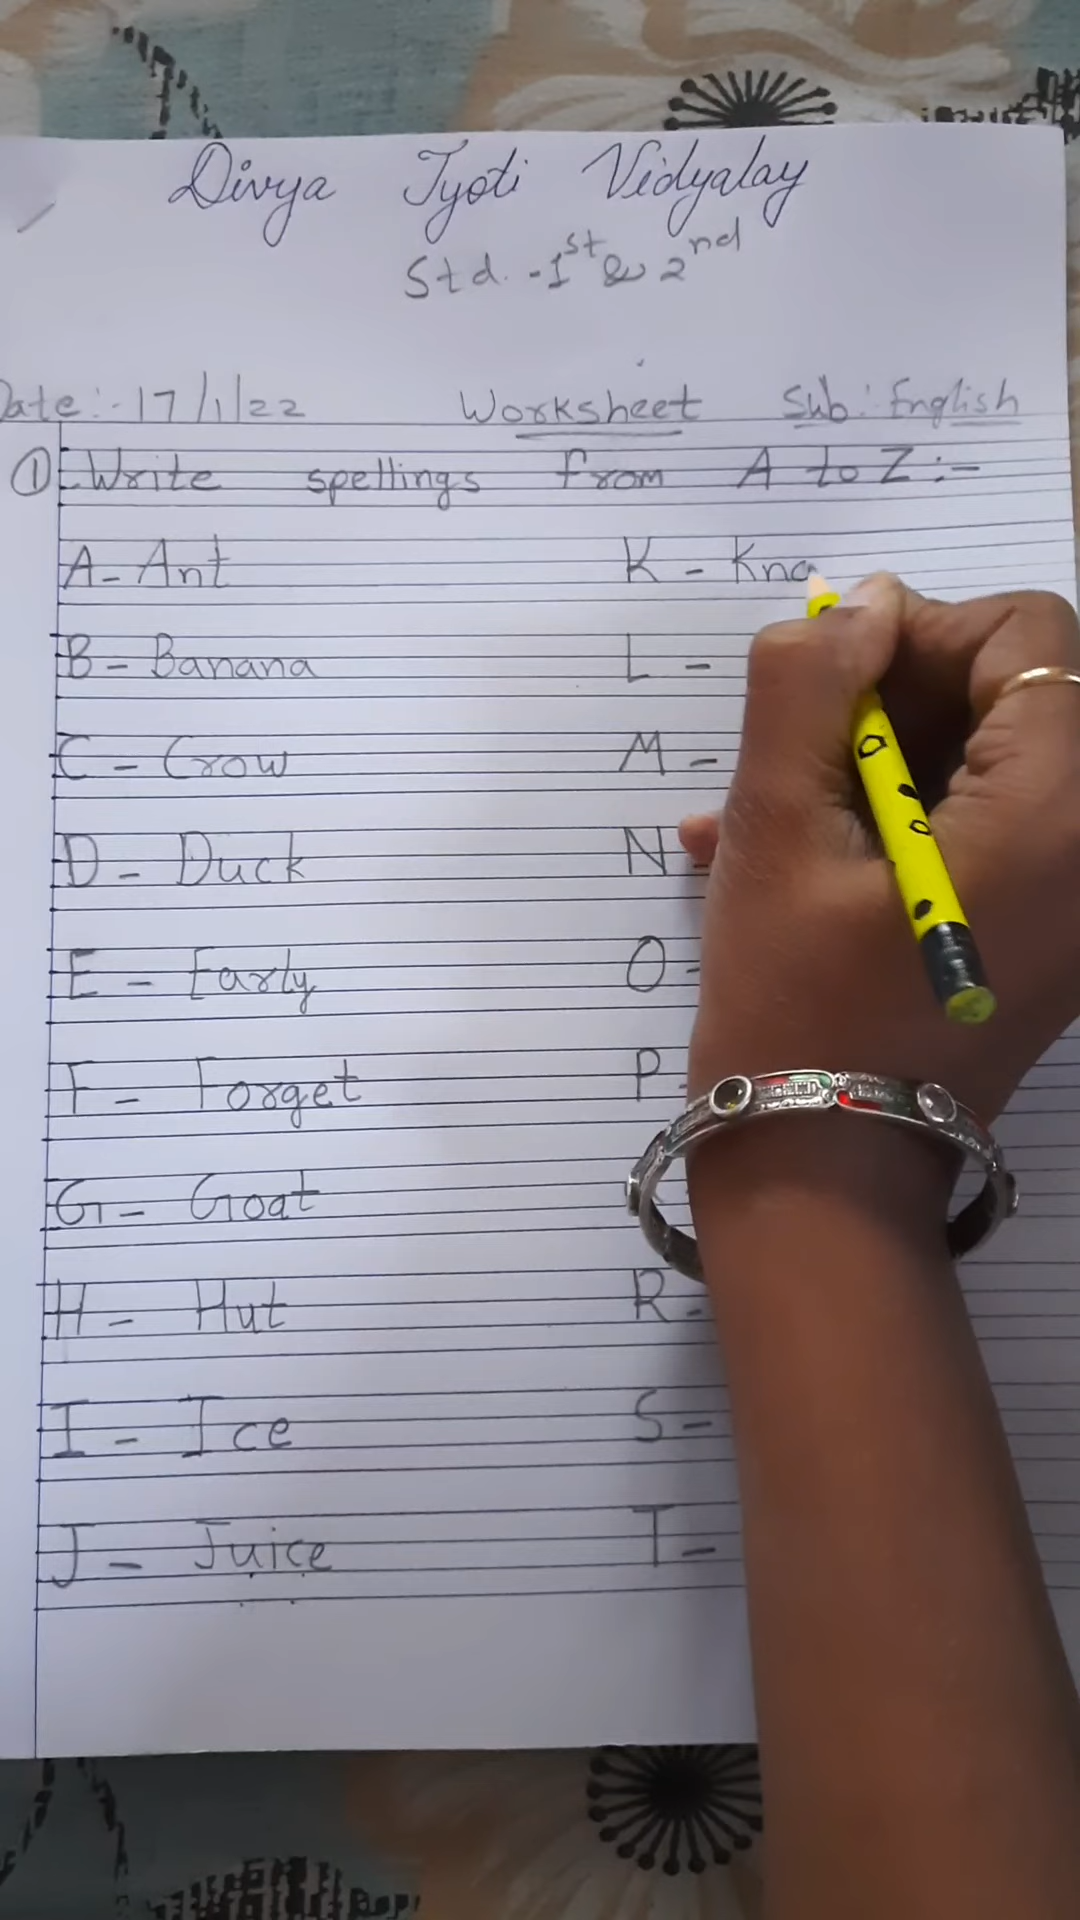 Divya Jyoti Vidyalay
Std. -1st & 2nd
Date:-17/1/22 Worksheet Sub: English
① Write spellings from A to Z:-
A- Ant K - Kno
B- Banana L -
C - Crow M -
D - Duck N -
E - Early O -
F - Forget P -
G - Goat
H - Hut R -
I - Ice S -
J - Juice T -